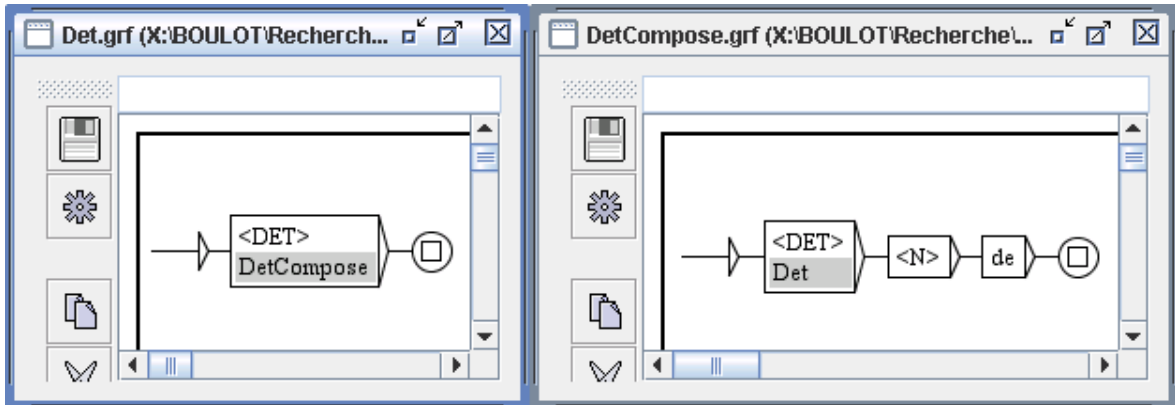 Det.grf (X:\BOULOT\Recherch...
<DET>
DetCompose
DetCompose.grf (X:\BOULOT\Recherche\...
<DET>
Det
<N>
de